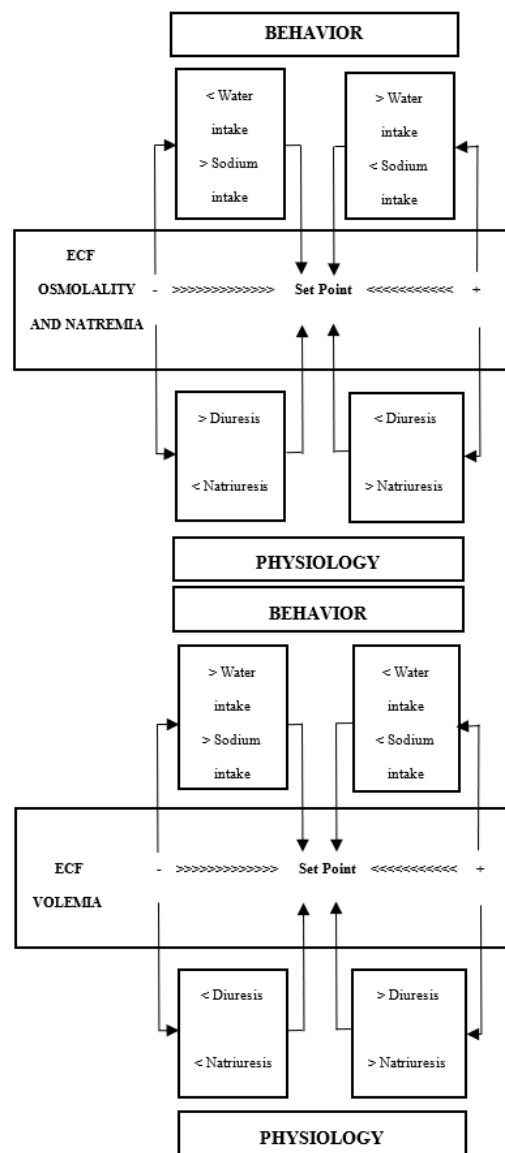 BEHAVIOR
< Water
intake
> Sodium
intake
> Water
intake
< Sodium
intake
ECF
OSMOLALITY
AND NATREMIA
- >>>>>>>>>>>>> Set Point <<<<<<<<<<< +
> Diuresis
< Natriuresis
< Diuresis
> Natriuresis
PHYSIOLOGY
BEHAVIOR
> Water
intake
> Sodium
intake
< Water
intake
< Sodium
intake
ECF
VOLEMIA
- >>>>>>>>>>>>> Set Point <<<<<<<<<<< +
< Diuresis
< Natriuresis
> Diuresis
> Natriuresis
PHYSIOLOGY